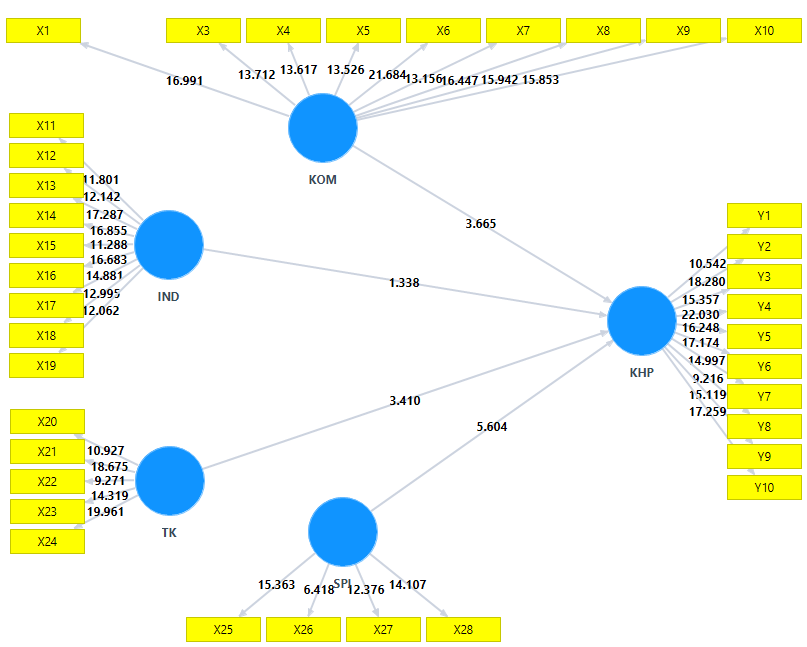 X1 X3 X4 X5 X6 X7 X8 X9 X10
16.991 13.712 13.617 13.526 21.684 13.156 16.447 15.942 15.853
KOM
X11
X12
X13
X14
X15
X16
X17
X18
X19
11.801
12.142
17.287
16.855
11.288
16.683
14.881
12.995
12.062
IND
3.665
1.338
3.410
5.604
Y1
Y2
Y3
Y4
Y5
Y6
Y7
Y8
Y9
Y10
10.542
18.280
15.357
22.030
16.248
17.174
14.997
9.216
15.119
17.259
KHP
X20
X21
X22
X23
X24
10.927
18.675
9.271
14.319
19.961
TK
SPI
15.363 6.418 12.376 14.107
X25 X26 X27 X28